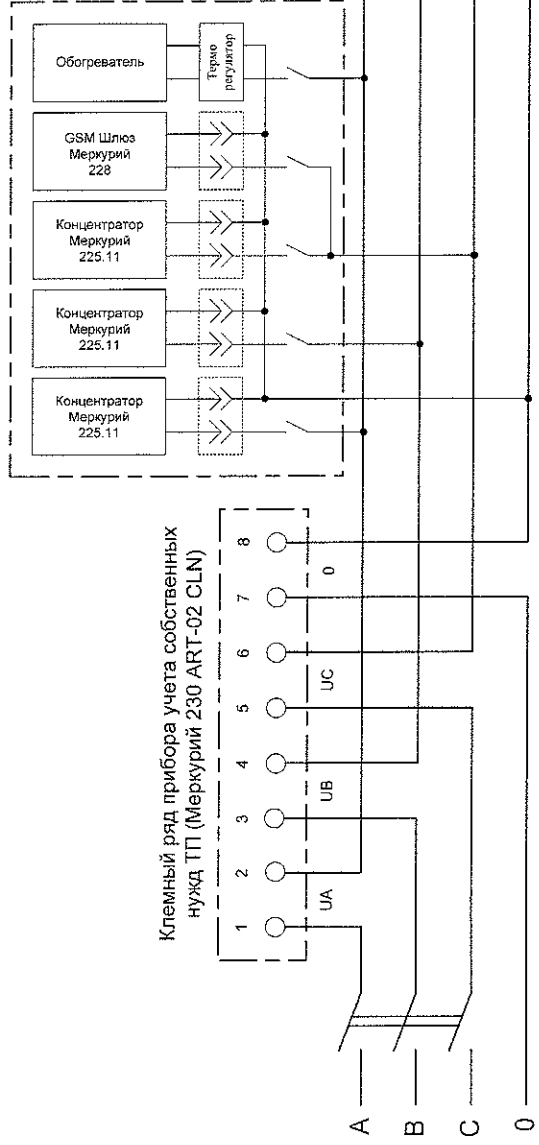 Обогреватель
Термо
регулятор
GSM Шлюз
Меркурий
228
Концентратор
Меркурий
225.11
Концентратор
Меркурий
225.11
Концентратор
Меркурий
225.11
Клемный ряд прибора учета собственных
нужд ТП (Меркурий 230 ART-02 CLN)
1 2 3 4 5 6 7 8
UA UB UC 0
A
B
C
0